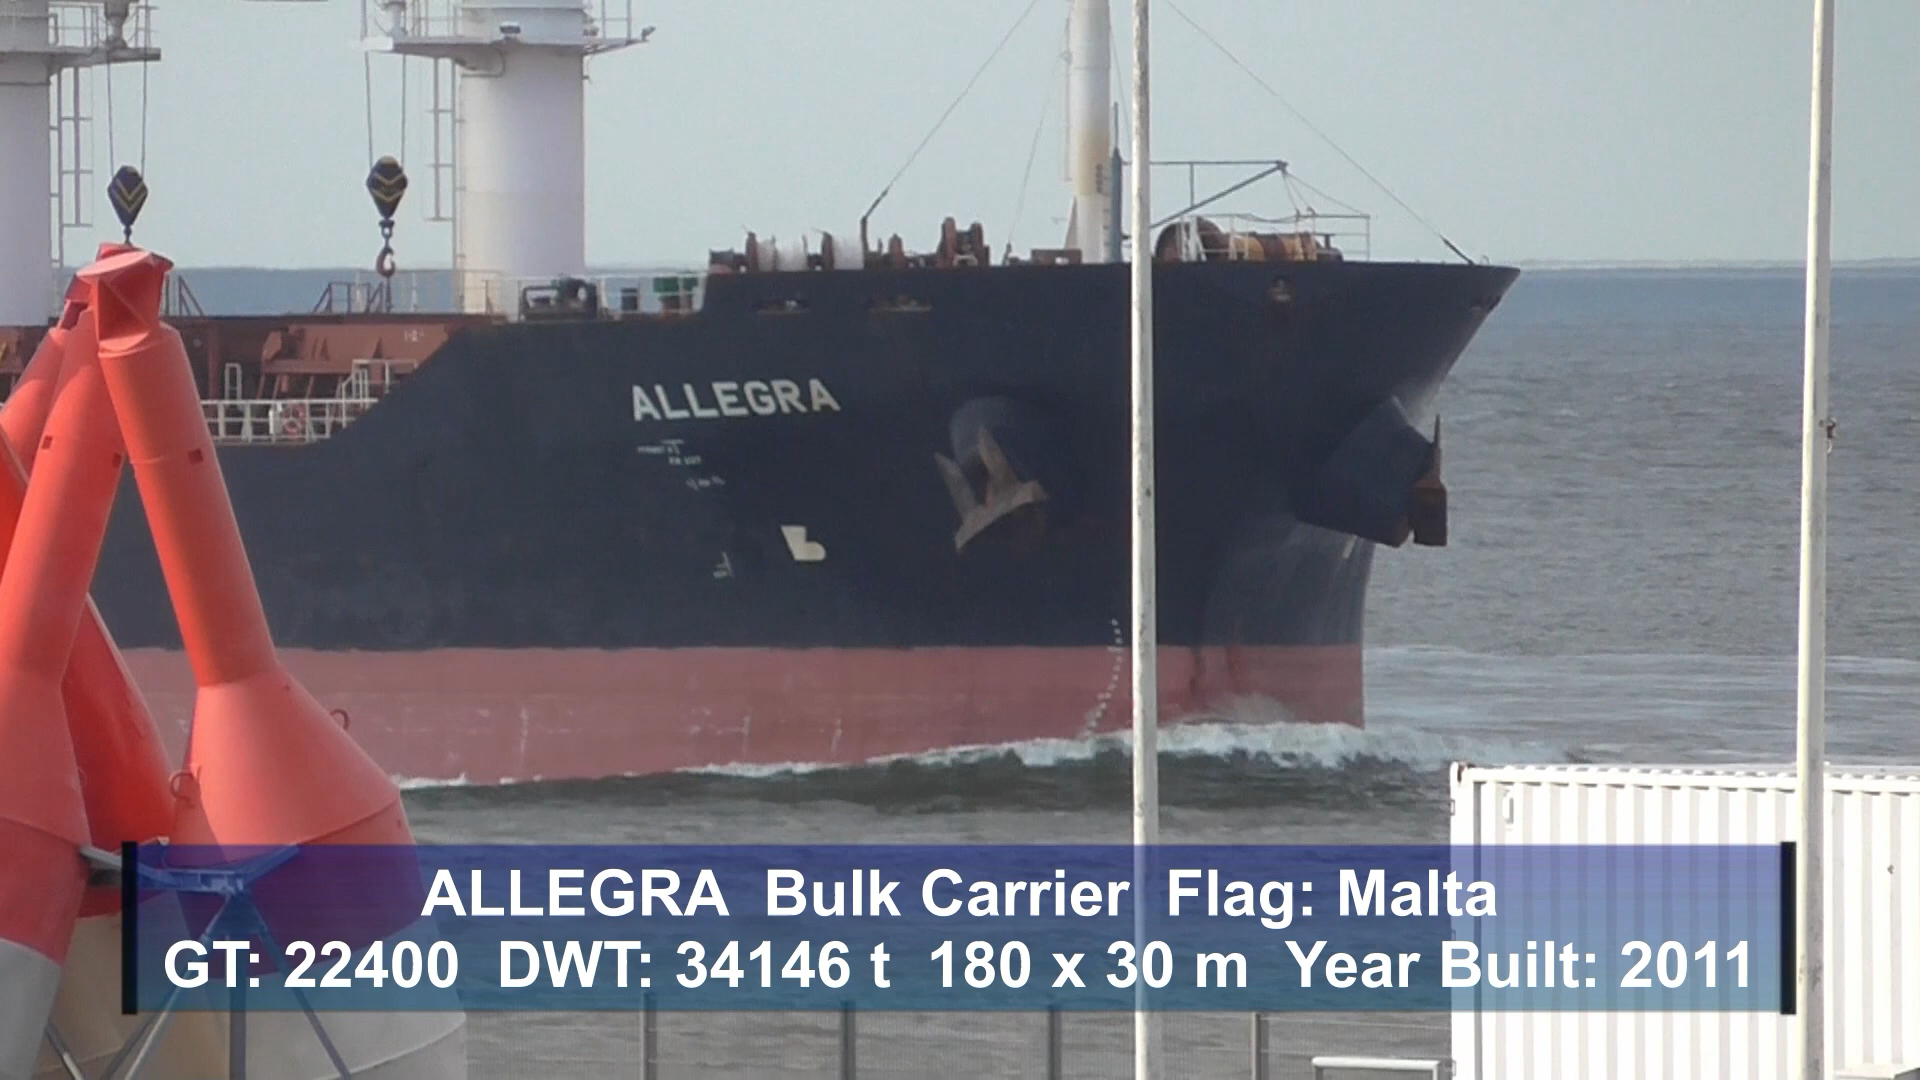 ALLEGRA
ALLEGRA Bulk Carrier Flag: Malta
GT: 22400 DWT: 34146 t 180 x 30 m Year Built: 2011